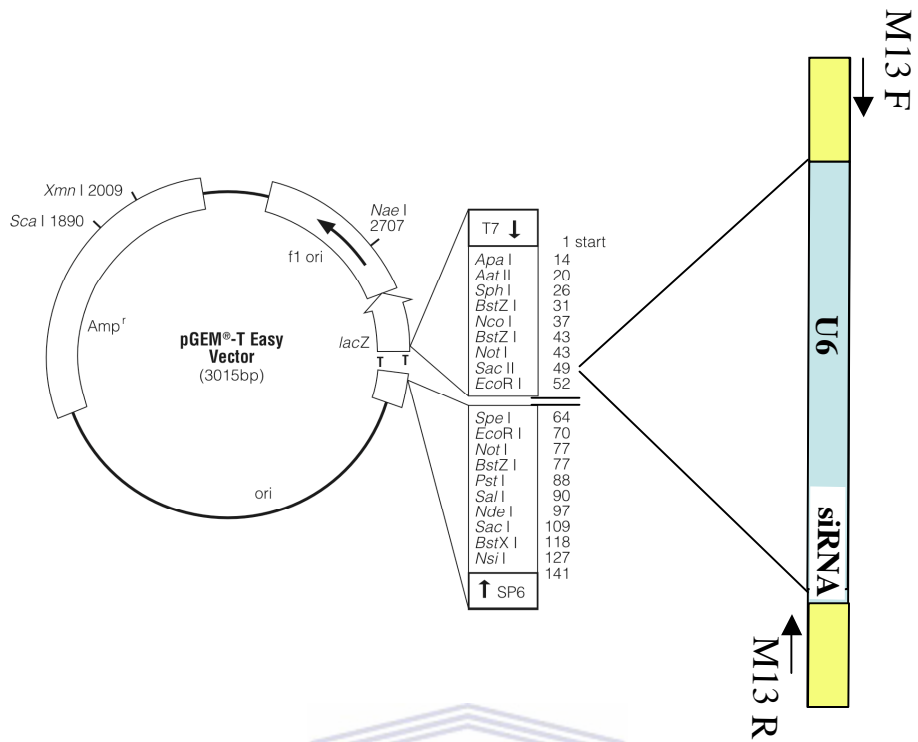 Xmn I 2009
Sca I 1890
Nae I
2707
f1 ori
Ampr
pGEM®-T Easy
Vector
(3015bp)
lacZ
T T
ori
T7 ↓
1 start
Apa I 14
Aat II 20
Sph I 26
BstZ I 31
Nco I 37
BstZ I 43
Not I 43
Sac II 49
EcoR I 52
Spe I 64
EcoR I 70
Not I 77
BstZ I 77
Pst I 88
Sal I 90
Nde I 97
Sac I 109
BstX I 118
Nsi I 127
141
↑ SP6
M13 F
U6
siRNA
M13 R